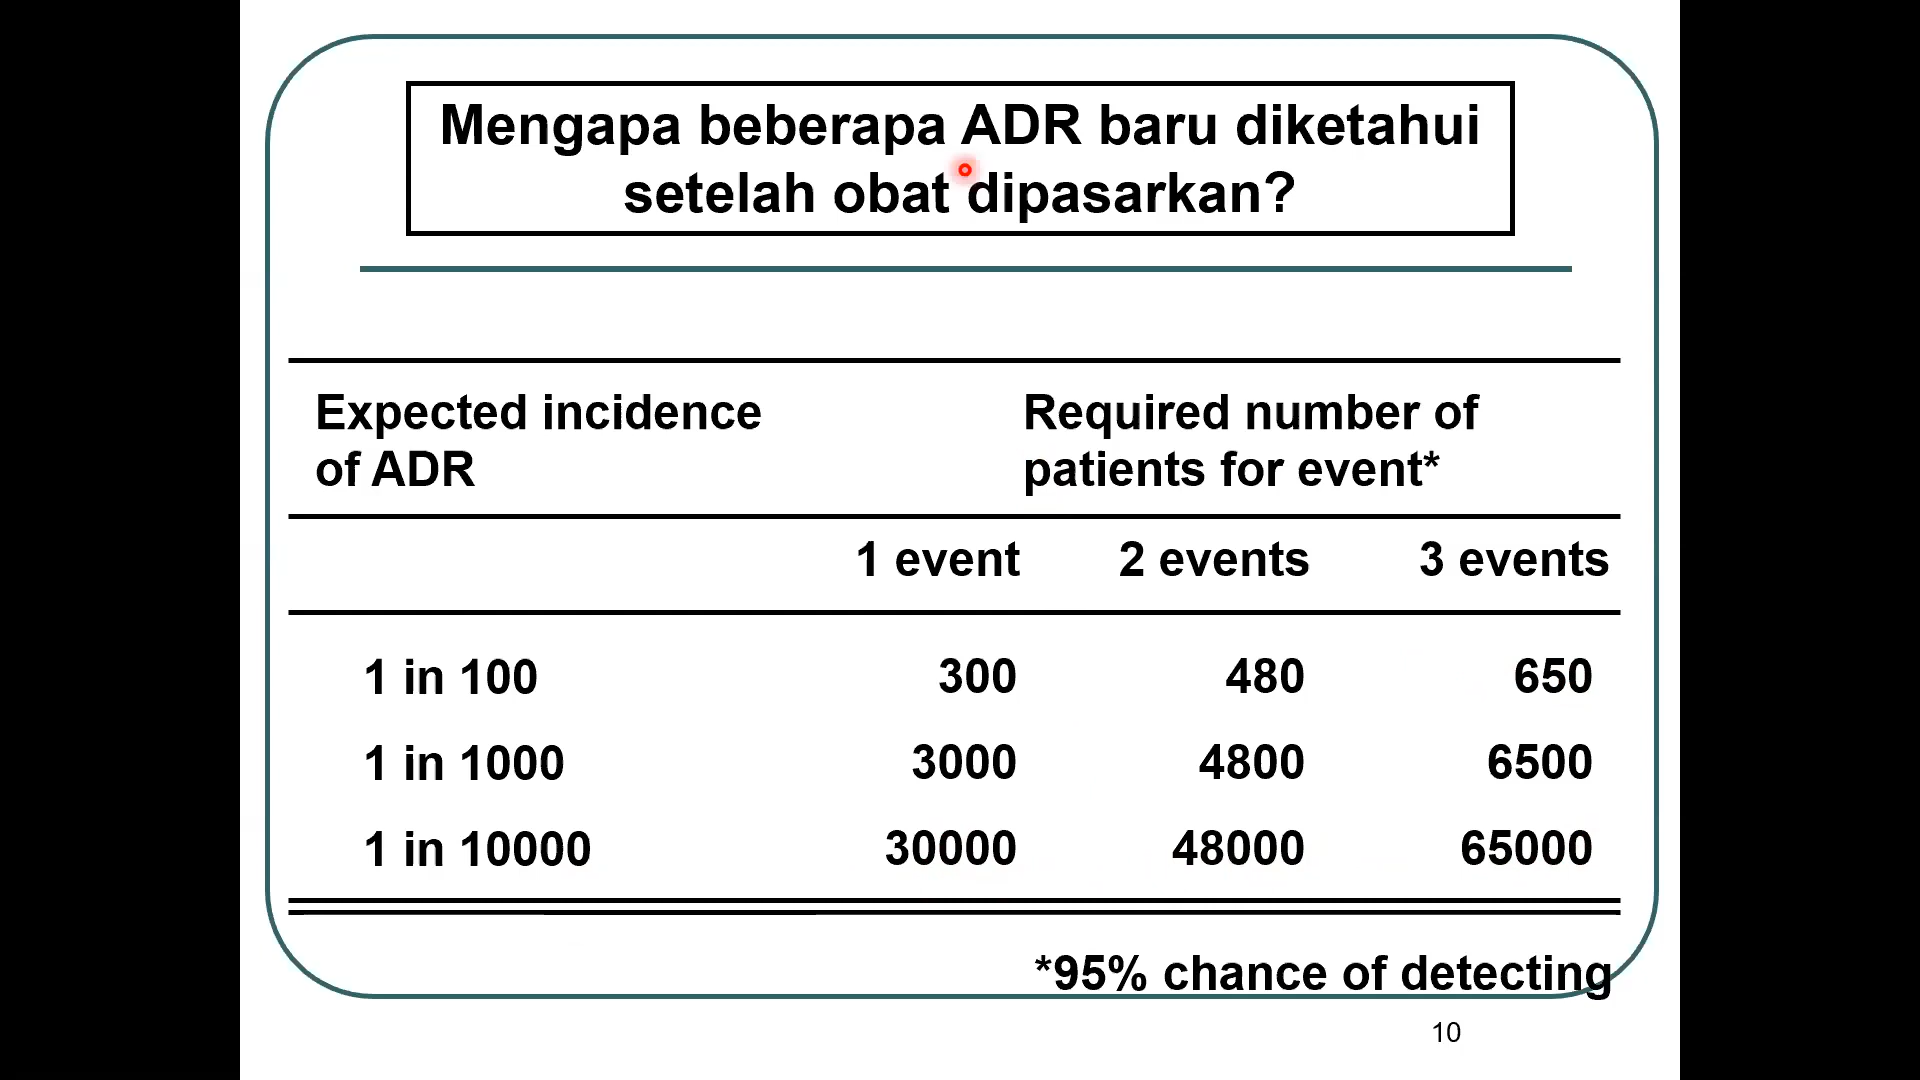 Mengapa beberapa ADR baru diketahui
setelah obat dipasarkan?
Expected incidence
of ADR
Required number of
patients for event*
1 event 2 events 3 events
1 in 100 300 480 650
1 in 1000 3000 4800 6500
1 in 10000 30000 48000 65000
*95% chance of detecting
10